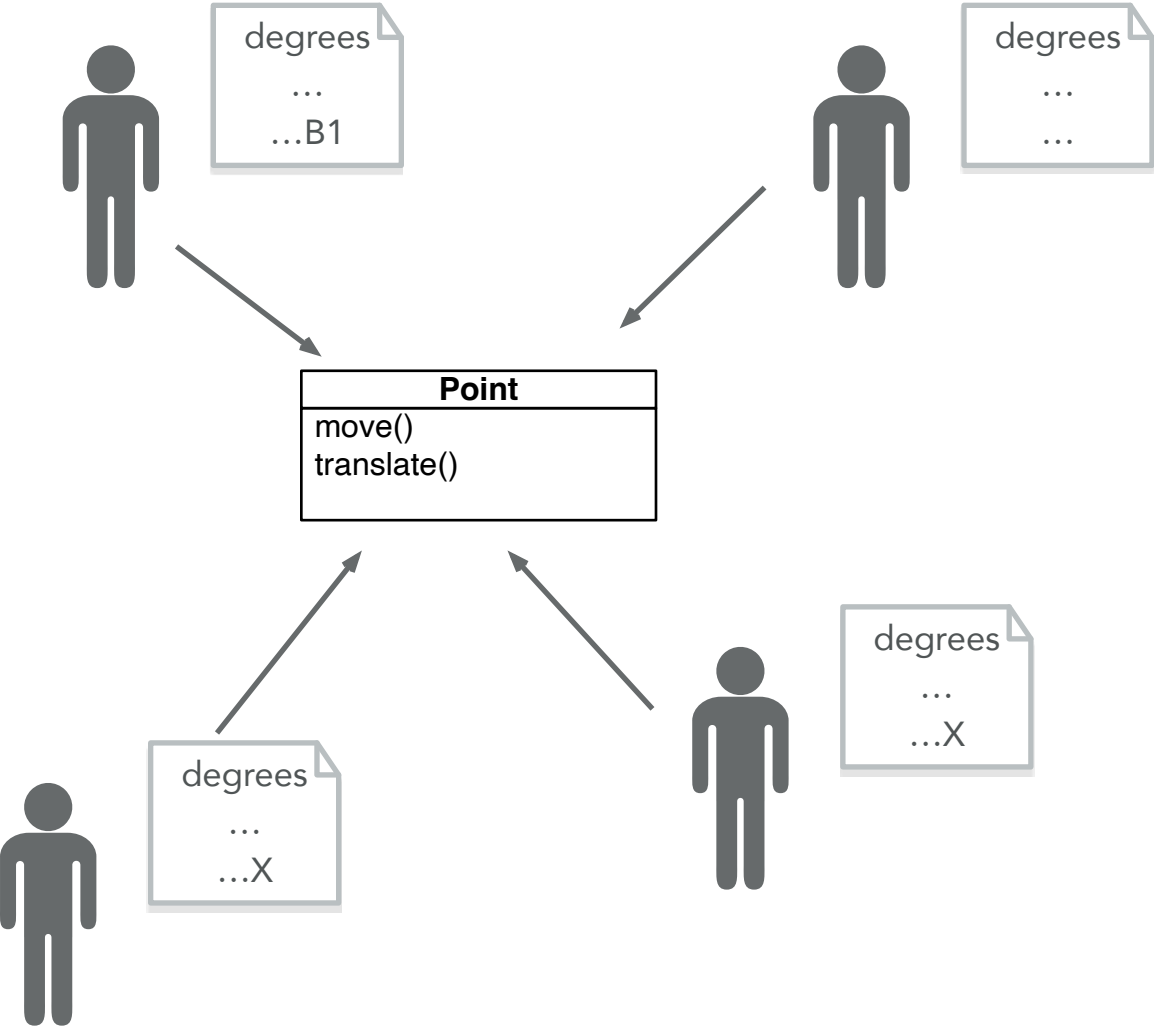 degrees
…
…B1
degrees
…
…
Point
move()
translate()
degrees
…
…X
degrees
…
…X